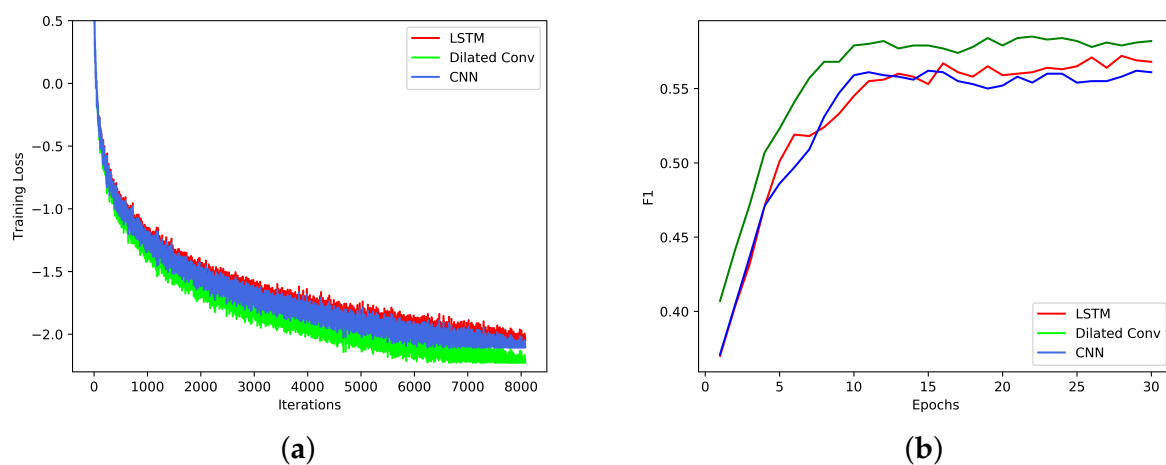 0.5
0.0
−0.5
−1.0
−1.5
−2.0
Training Loss
0 1000 2000 3000 4000 5000 6000 7000 8000
Iterations
LSTM
Dilated Conv
CNN
(a)
0.55
0.50
0.45
0.40
F1
0 5 10 15 20 25 30
Epochs
LSTM
Dilated Conv
CNN
(b)